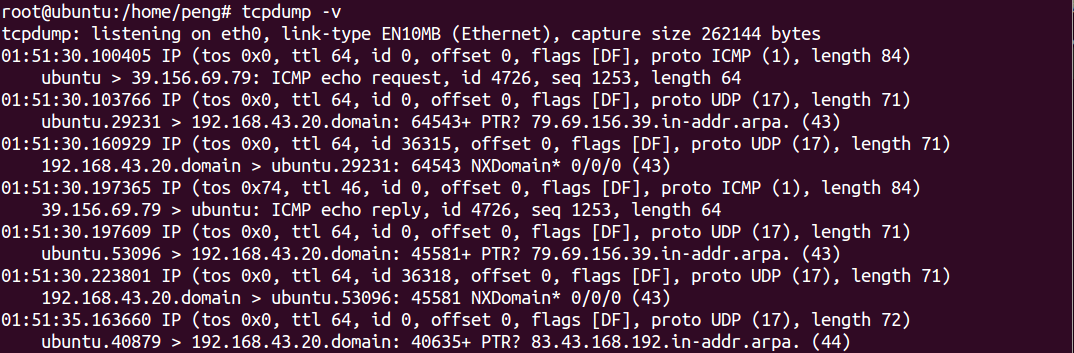 root@ubuntu:/home/peng# tcpdump -v
tcpdump: listening on eth0, link-type EN10MB (Ethernet), capture size 262144 bytes
01:51:30.100405 IP (tos 0x0, ttl 64, id 0, offset 0, flags [DF], proto ICMP (1), length 84)
    ubuntu > 39.156.69.79: ICMP echo request, id 4726, seq 1253, length 64
01:51:30.103766 IP (tos 0x0, ttl 64, id 0, offset 0, flags [DF], proto UDP (17), length 71)
    ubuntu.29231 > 192.168.43.20.domain: 64543+ PTR? 79.69.156.39.in-addr.arpa. (43)
01:51:30.160929 IP (tos 0x0, ttl 64, id 36315, offset 0, flags [DF], proto UDP (17), length 71)
    192.168.43.20.domain > ubuntu.29231: 64543 NXDomain* 0/0/0 (43)
01:51:30.197365 IP (tos 0x74, ttl 46, id 0, offset 0, flags [DF], proto ICMP (1), length 84)
    39.156.69.79 > ubuntu: ICMP echo reply, id 4726, seq 1253, length 64
01:51:30.197609 IP (tos 0x0, ttl 64, id 0, offset 0, flags [DF], proto UDP (17), length 71)
    ubuntu.53096 > 192.168.43.20.domain: 45581+ PTR? 79.69.156.39.in-addr.arpa. (43)
01:51:30.223801 IP (tos 0x0, ttl 64, id 36318, offset 0, flags [DF], proto UDP (17), length 71)
    192.168.43.20.domain > ubuntu.53096: 45581 NXDomain* 0/0/0 (43)
01:51:35.163660 IP (tos 0x0, ttl 64, id 0, offset 0, flags [DF], proto UDP (17), length 72)
    ubuntu.40879 > 192.168.43.20.domain: 40635+ PTR? 83.43.168.192.in-addr.arpa. (44)